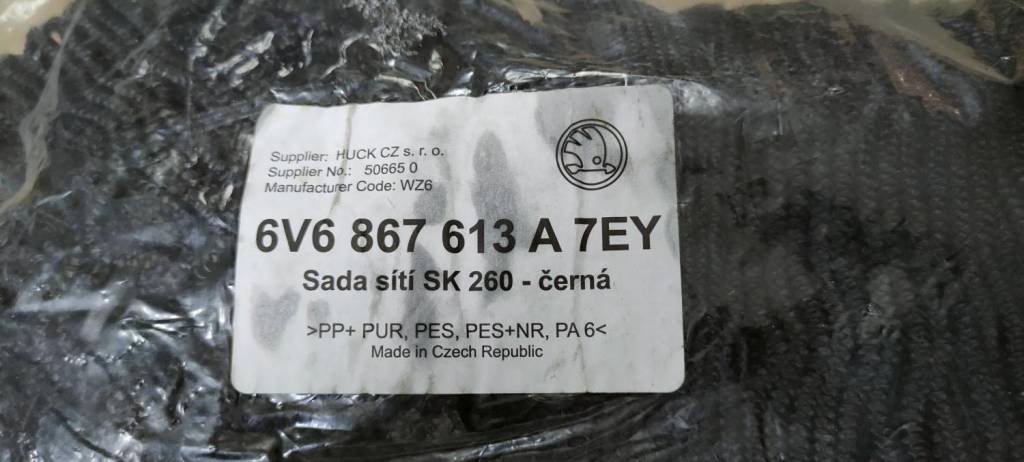 Supplier: HUCK CZ s. r. o.
Supplier No.: 50665 0
Manufacturer Code: WZ6
6V6 867 613 A 7EY
Sada sítí SK 260 - černá
>PP+ PUR, PES, PES+NR, PA 6<
Made in Czech Republic